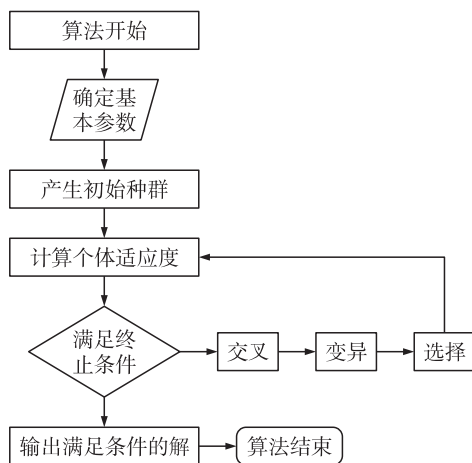 算法开始
确定基
本参数
产生初始种群
计算个体适应度
满足终
止条件
交叉
变异
选择
输出满足条件的解
算法结束